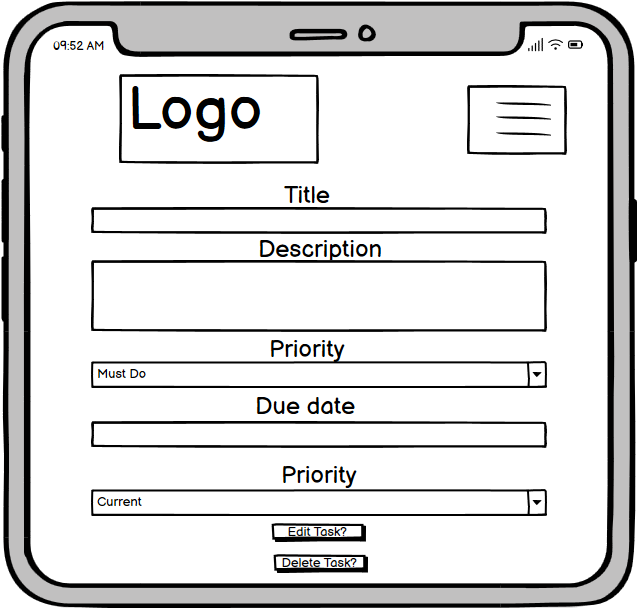 09:52 AM
Logo
Title
Description
Priority
Must Do
Due date
Priority
Current
Edit Task?
Delete Task?